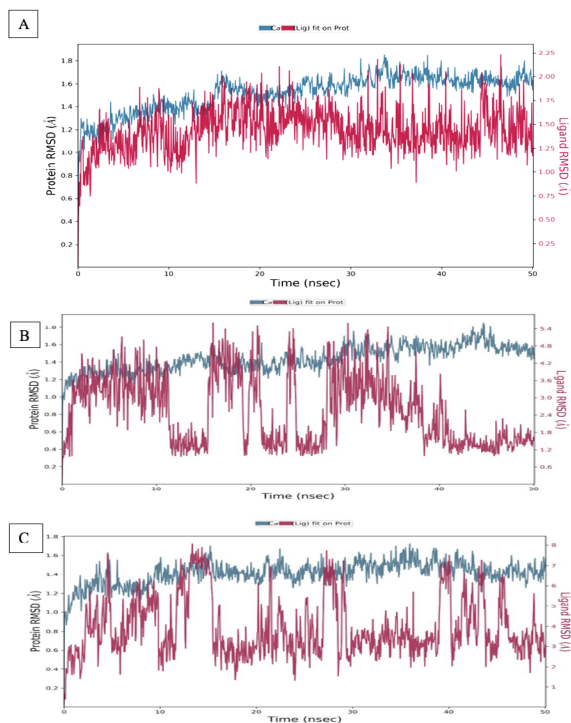 A
Ca (Lig) fit on Prot
Protein RMSD (Å)
1.8
1.6
1.4
1.2
1.0
0.8
0.6
0.4
0.2
2.25
2.00
1.75
1.50
1.25
1.00
0.75
0.50
0.25
Ligand RMSD (Å)
0 10 20 30 40 50
Time (nsec)
B
Ca (Lig) fit on Prot
Protein RMSD (Å)
1.8
1.6
1.4
1.2
1.0
0.8
0.6
0.4
0.2
5.4
4.8
4.2
3.6
3.0
2.4
1.8
1.2
0.6
Ligand RMSD (Å)
0 10 20 30 40 50
Time (nsec)
C
Ca (Lig) fit on Prot
Protein RMSD (Å)
1.8
1.6
1.4
1.2
1.0
0.8
0.6
0.4
0.2
8
7
6
5
4
3
2
1
Ligand RMSD (Å)
0 10 20 30 40 50
Time (nsec)